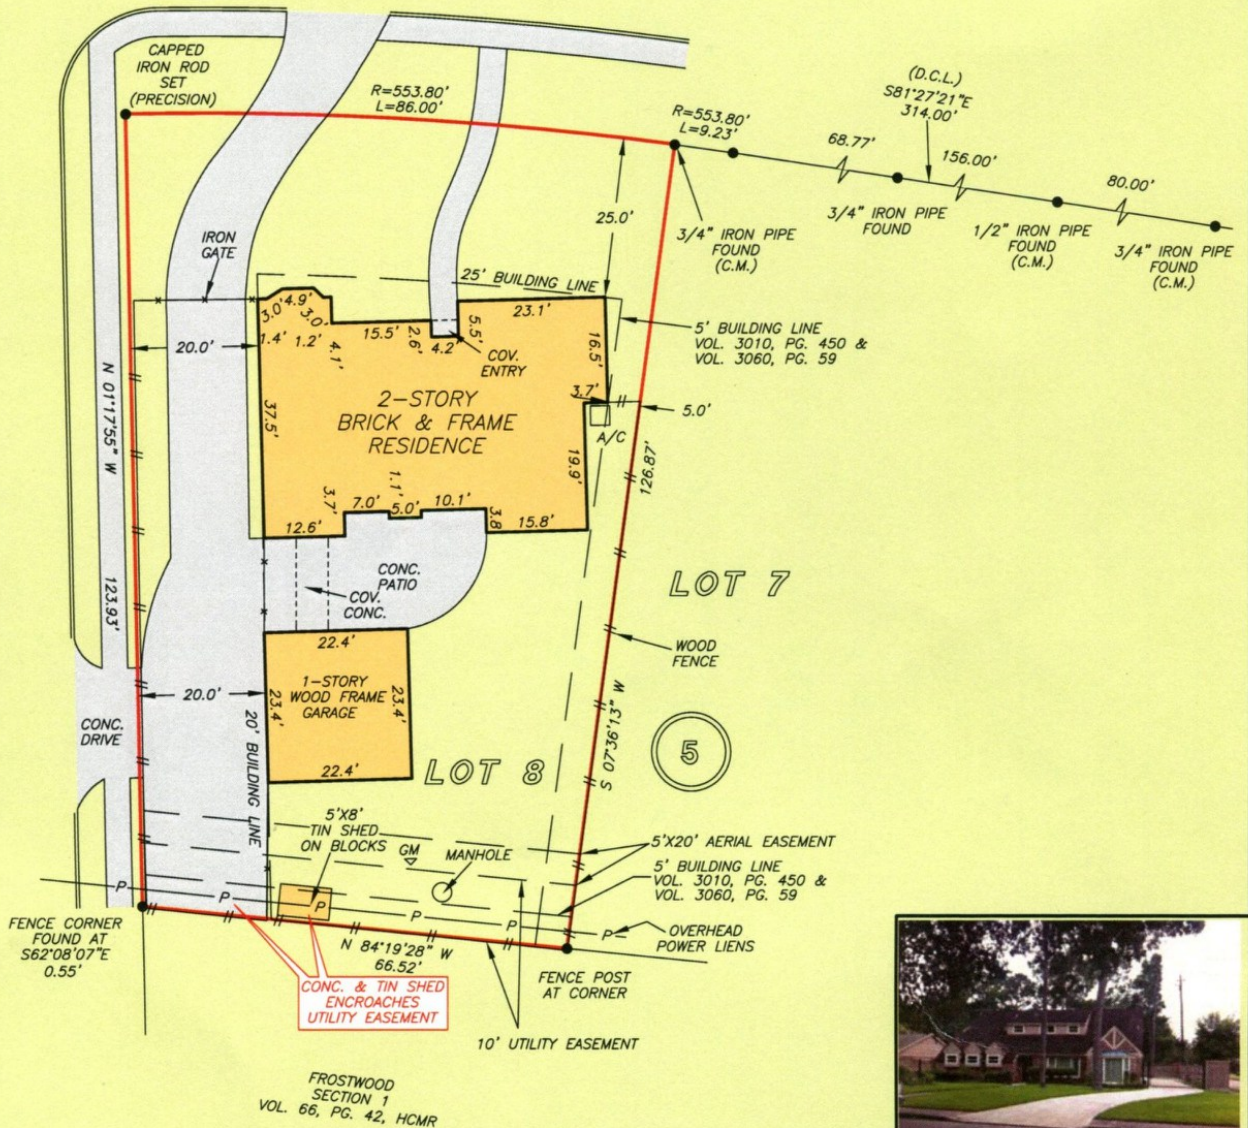 CAPPED
IRON ROD
SET
(PRECISION)
R=553.80'
L=86.00'
R=553.80'
L=9.23'
68.77'
(D.C.L.)
S81°27'21"E
314.00'
156.00'
80.00'
3/4" IRON PIPE
FOUND
(C.M.)
3/4" IRON PIPE
FOUND
1/2" IRON PIPE
FOUND
(C.M.)
3/4" IRON PIPE
FOUND
(C.M.)
25.0'
IRON
GATE
25' BUILDING LINE
3.0'
4.9'
3.0'
1.4'
1.2'
4.1'
15.5'
2.6'
4.2'
5.5'
23.1'
16.5'
COV.
ENTRY
5' BUILDING LINE
VOL. 3010, PG. 450 &
VOL. 3060, PG. 59
20.0'
N 01°17'55" W
123.93'
37.5'
2-STORY
BRICK & FRAME
RESIDENCE
3.7'
A/C
5.0'
19.9'
126.87'
S 07°36'13" W
12.6'
3.7'
7.0'
1.1'
5.0'
10.1'
3.8
15.8'
CONC.
PATIO
COV.
CONC.
LOT 7
WOOD
FENCE
22.4'
23.4'
1-STORY
WOOD FRAME
GARAGE
23.4'
22.4'
20.0'
20' BUILDING LINE
CONC.
DRIVE
LOT 8
5
5'X8'
TIN SHED
ON BLOCKS
GM
MANHOLE
5'X20' AERIAL EASEMENT
5' BUILDING LINE
VOL. 3010, PG. 450 &
VOL. 3060, PG. 59
P
P
P
P
P
P
OVERHEAD
POWER LIENS
FENCE CORNER
FOUND AT
S62°08'07"E
0.55'
N 84°19'28" W
66.52'
FENCE POST
AT CORNER
CONC. & TIN SHED
ENCROACHES
UTILITY EASEMENT
10' UTILITY EASEMENT
FROSTWOOD
SECTION 1
VOL. 66, PG. 42, HCMR